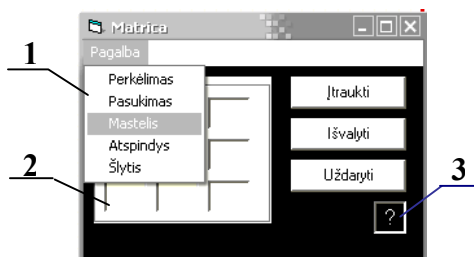 Matrica
Pagalba
1
Perkėlimas
Pasukimas
Mastelis
Atspindys
Šlytis
2
Įtraukti
Išvalyti
Uždaryti
?
3